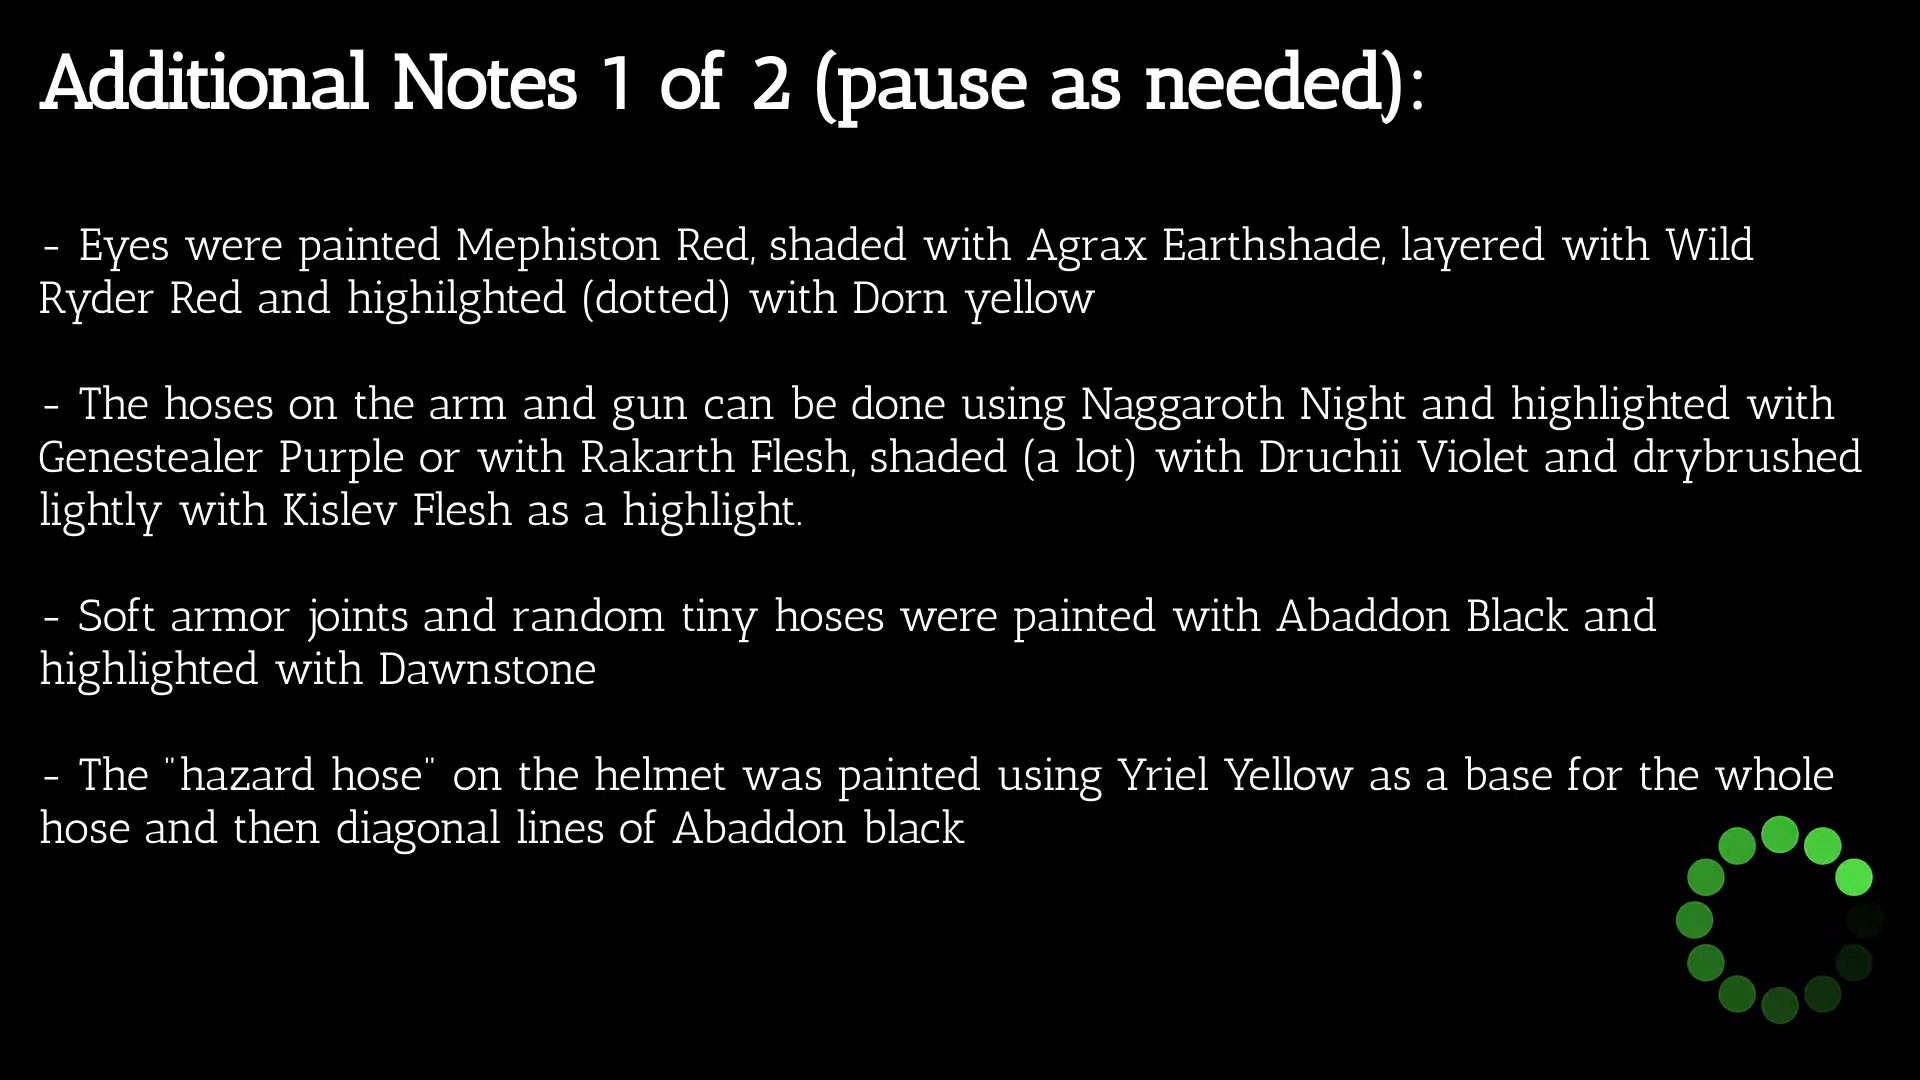 Additional Notes 1 of 2 (pause as needed):
- Eyes were painted Mephiston Red, shaded with Agrax Earthshade, layered with Wild
Ryder Red and highilghted (dotted) with Dorn yellow
- The hoses on the arm and gun can be done using Naggaroth Night and highlighted with
Genestealer Purple or with Rakarth Flesh, shaded (a lot) with Druchii Violet and drybrushed
lightly with Kislev Flesh as a highlight.
- Soft armor joints and random tiny hoses were painted with Abaddon Black and
highlighted with Dawnstone
- The "hazard hose" on the helmet was painted using Yriel Yellow as a base for the whole
hose and then diagonal lines of Abaddon black